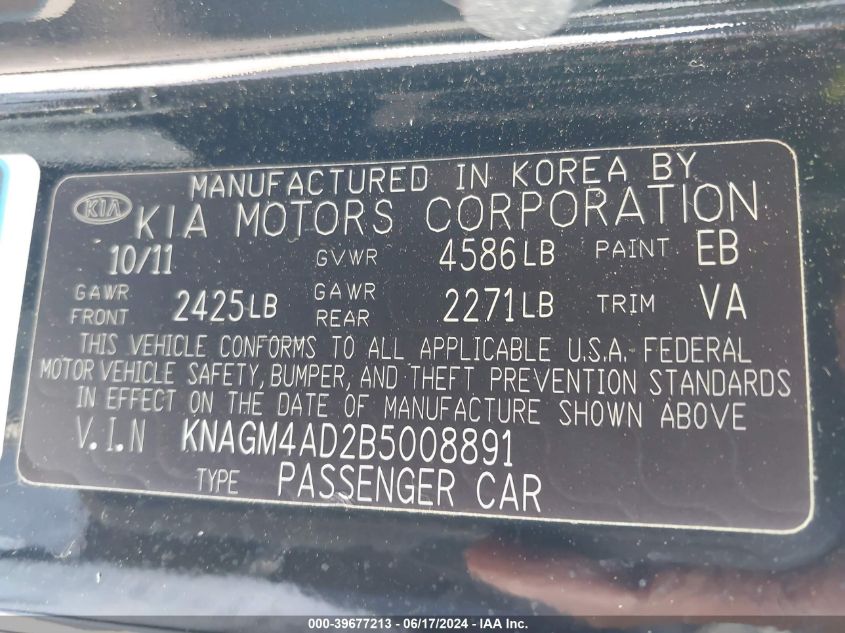 MANUFACTURED IN KOREA BY
KIA KIA MOTORS CORPORATION
10/11 GVWR 4586LB PAINT EB
GAWR FRONT 2425LB GAWR REAR 2271LB TRIM VA
THIS VEHICLE CONFORMS TO ALL APPLICABLE U.S.A. FEDERAL
MOTOR VEHICLE SAFETY, BUMPER, AND THEFT PREVENTION STANDARDS
IN EFFECT ON THE DATE OF MANUFACTURE SHOWN ABOVE
V.I.N KNAGM4AD2B5008891
TYPE PASSENGER CAR
000-39677213 - 06/17/2024 - IAA Inc.